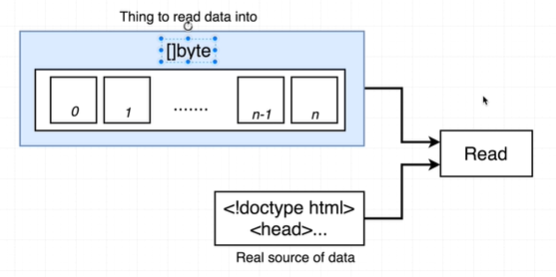 Thing to read data into
[]byte
0
1
.......
n-1
n
Read
<!doctype html>
<head>...
Real source of data